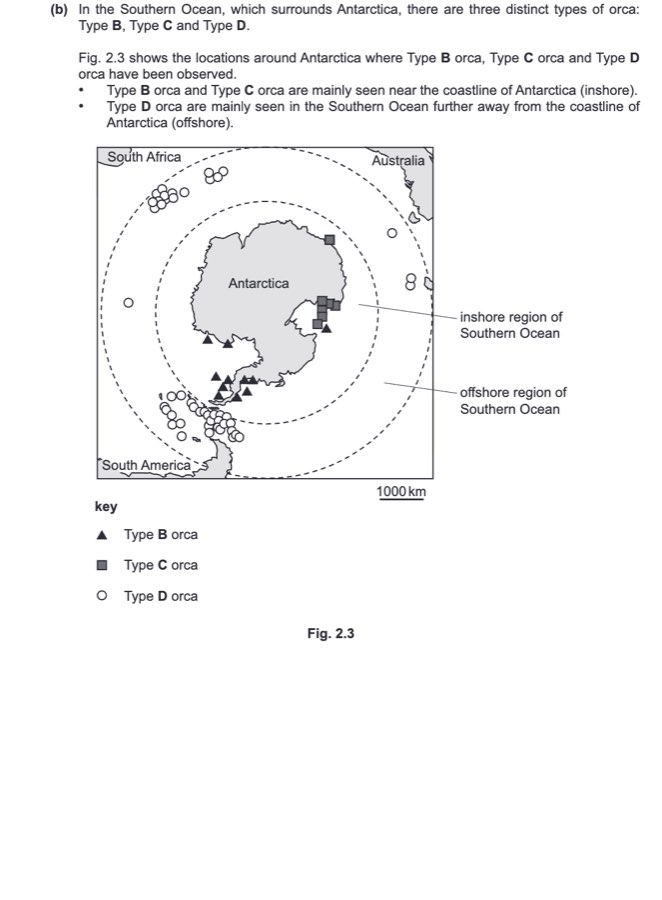 (b) In the Southern Ocean, which surrounds Antarctica, there are three distinct types of orca:
Type B, Type C and Type D.
Fig. 2.3 shows the locations around Antarctica where Type B orca, Type C orca and Type D
orca have been observed.
• Type B orca and Type C orca are mainly seen near the coastline of Antarctica (inshore).
• Type D orca are mainly seen in the Southern Ocean further away from the coastline of
Antarctica (offshore).
South Africa
Australia
Antarctica
inshore region of
Southern Ocean
offshore region of
Southern Ocean
South America
1000 km
key
Type B orca
Type C orca
Type D orca
Fig. 2.3